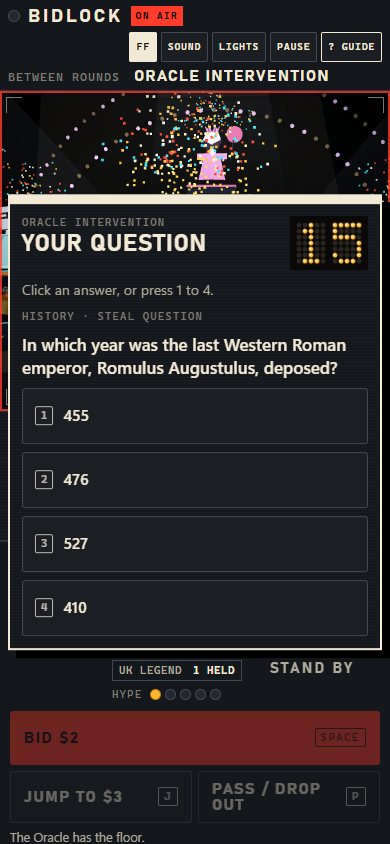 BIDLOCK ON AIR
FF SOUND LIGHTS PAUSE ? GUIDE
BETWEEN ROUNDS ORACLE INTERVENTION
ORACLE INTERVENTION
YOUR QUESTION
15
Click an answer, or press 1 to 4.
HISTORY · STEAL QUESTION
In which year was the last Western Roman
emperor, Romulus Augustulus, deposed?
1 455
2 476
3 527
4 410
UK LEGEND 1 HELD STAND BY
HYPE
BID $2 SPACE
JUMP TO $3 J
PASS / DROP
OUT P
The Oracle has the floor.